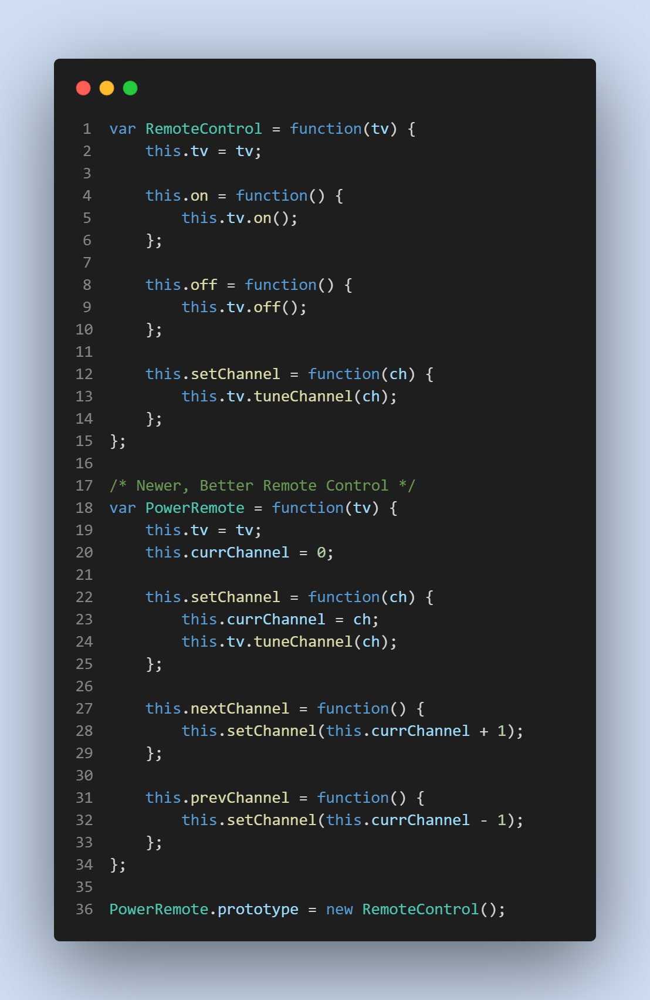 1 var RemoteControl = function(tv) {
2     this.tv = tv;
3
4     this.on = function() {
5         this.tv.on();
6     };
7
8     this.off = function() {
9         this.tv.off();
10     };
11
12     this.setChannel = function(ch) {
13         this.tv.tuneChannel(ch);
14     };
15 };
16
17 /* Newer, Better Remote Control */
18 var PowerRemote = function(tv) {
19     this.tv = tv;
20     this.currChannel = 0;
21
22     this.setChannel = function(ch) {
23         this.currChannel = ch;
24         this.tv.tuneChannel(ch);
25     };
26
27     this.nextChannel = function() {
28         this.setChannel(this.currChannel + 1);
29     };
30
31     this.prevChannel = function() {
32         this.setChannel(this.currChannel - 1);
33     };
34 };
35
36 PowerRemote.prototype = new RemoteControl();